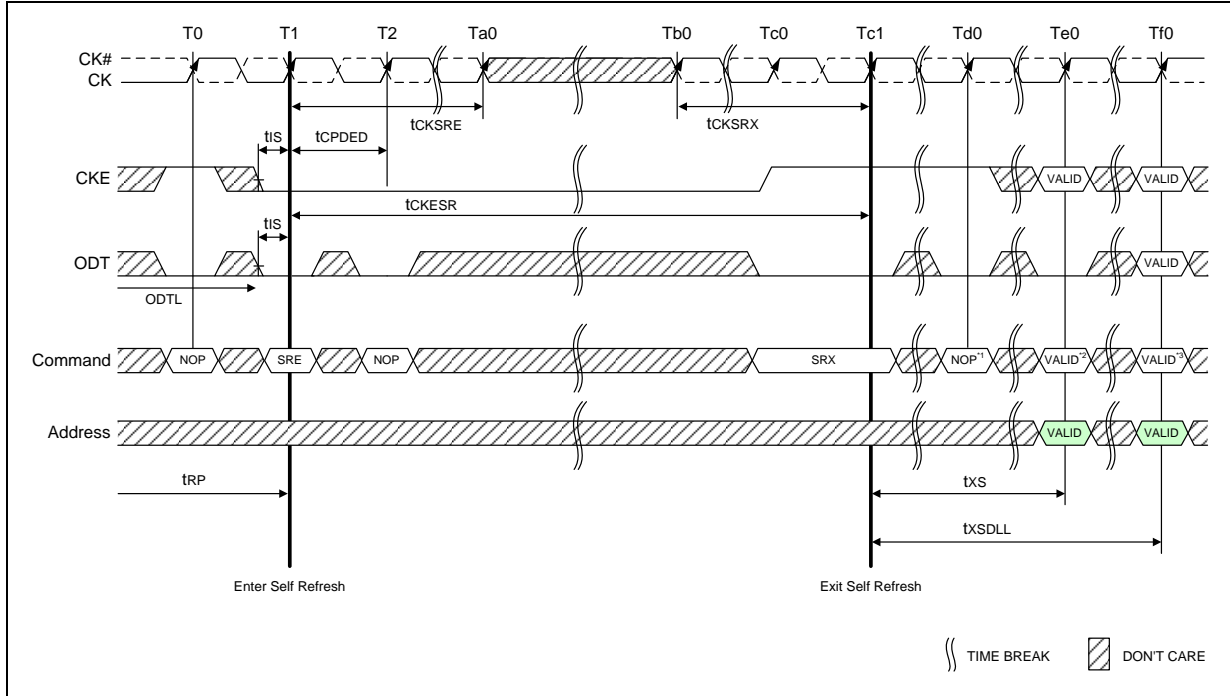 T0 T1 T2 Ta0 Tb0 Tc0 Tc1 Td0 Te0 Tf0
CK#
CK
tCKSRE tCKSRX
tIS tCPDED
CKE VALID VALID
tCKESR
tIS
ODT VALID
ODTL
Command NOP SRE NOP SRX NOP*1 VALID*2 VALID*3
Address VALID VALID
tRP tXS
tXSDLL
Enter Self Refresh Exit Self Refresh
TIME BREAK DON'T CARE